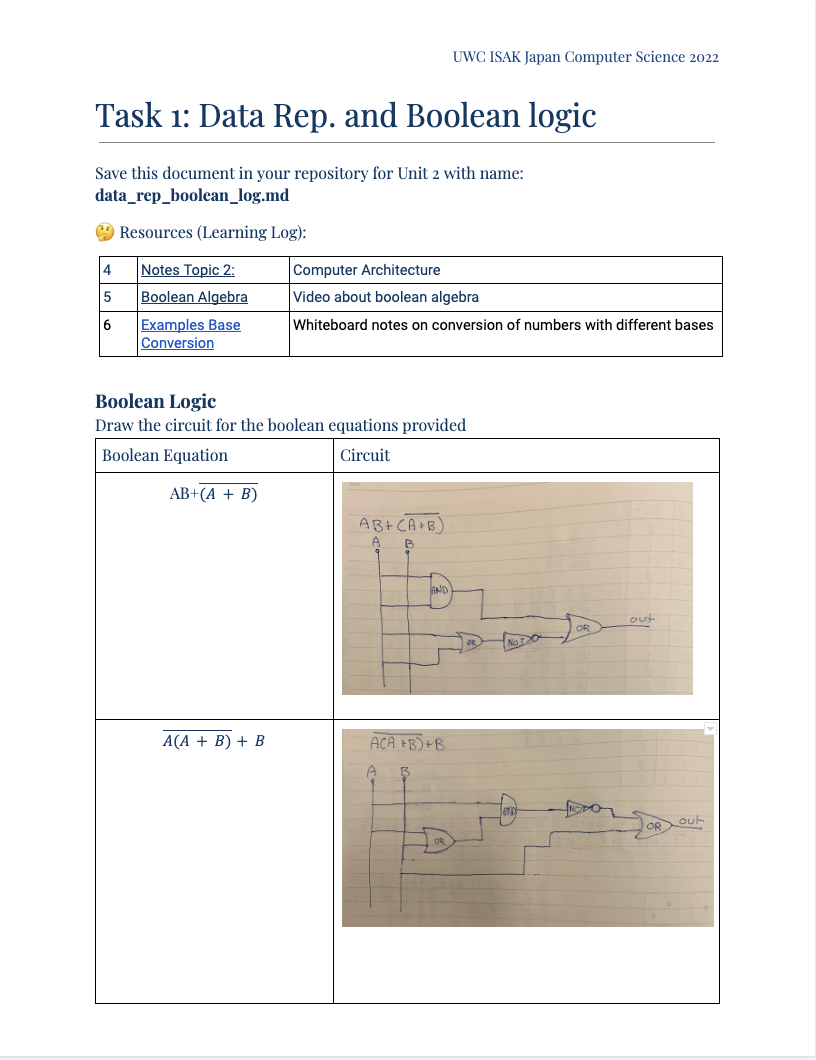 UWC ISAK Japan Computer Science 2022
Task 1: Data Rep. and Boolean logic
Save this document in your repository for Unit 2 with name:
data_rep_boolean_log.md
🤔 Resources (Learning Log):
4 Notes Topic 2: Computer Architecture
5 Boolean Algebra Video about boolean algebra
6 Examples Base Whiteboard notes on conversion of numbers with different bases
Conversion
Boolean Logic
Draw the circuit for the boolean equations provided
Boolean Equation Circuit
AB+(A + B)
AB+(A+B)
A B
AND
OR NOT OR OUT
A(A + B) + B
A(A+B)+B
A B
AND NOT
OR OR OUT